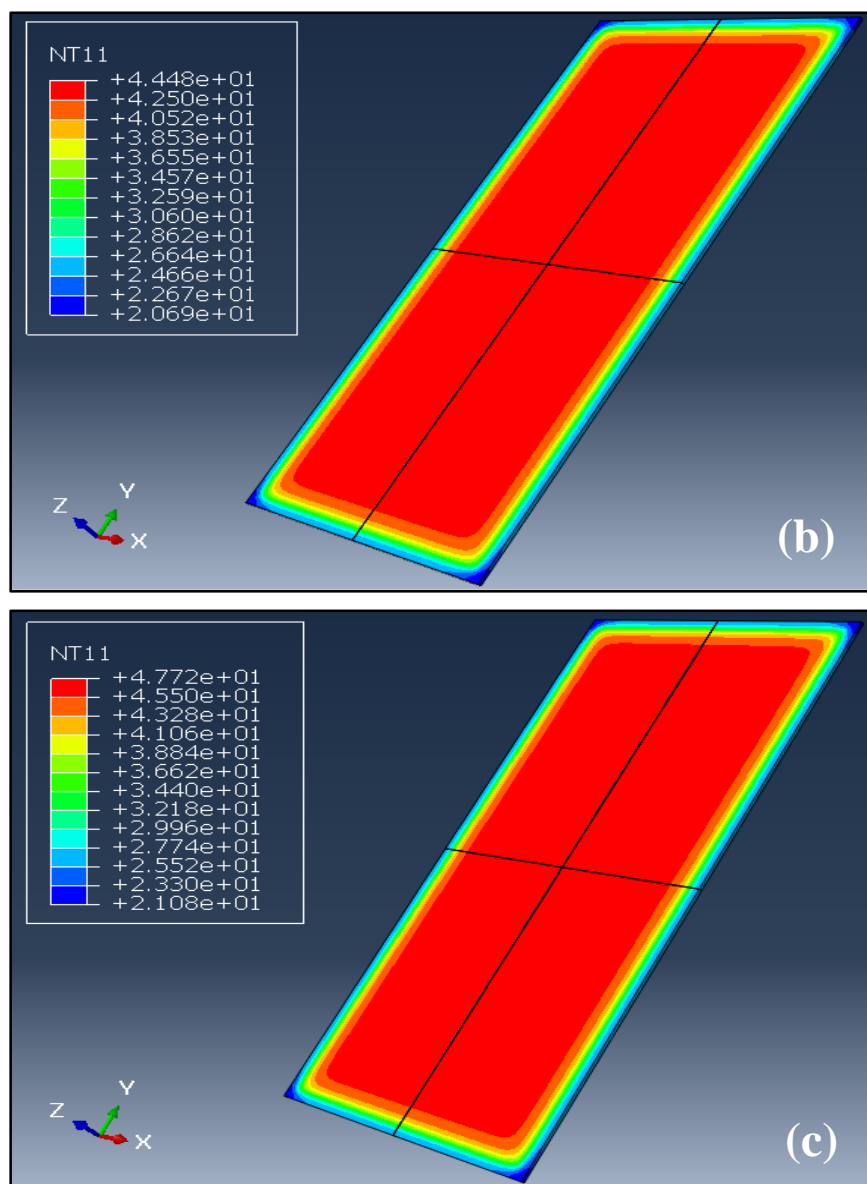 NT11
+4.448e+01
+4.250e+01
+4.052e+01
+3.853e+01
+3.655e+01
+3.457e+01
+3.259e+01
+3.060e+01
+2.862e+01
+2.664e+01
+2.466e+01
+2.267e+01
+2.069e+01
Y
Z
X
(b)
NT11
+4.772e+01
+4.550e+01
+4.328e+01
+4.106e+01
+3.884e+01
+3.662e+01
+3.440e+01
+3.218e+01
+2.996e+01
+2.774e+01
+2.552e+01
+2.330e+01
+2.108e+01
Y
Z
X
(c)